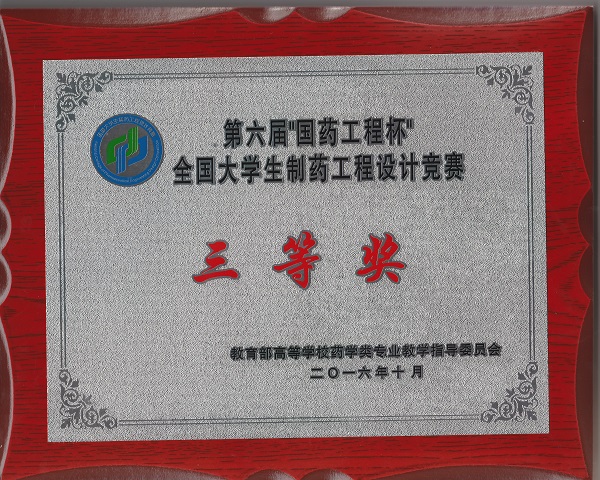 第六届"国药工程杯"
全国大学生制药工程设计竞赛
三等奖
教育部高等学校药学类专业教学指导委员会
二〇一六年十月